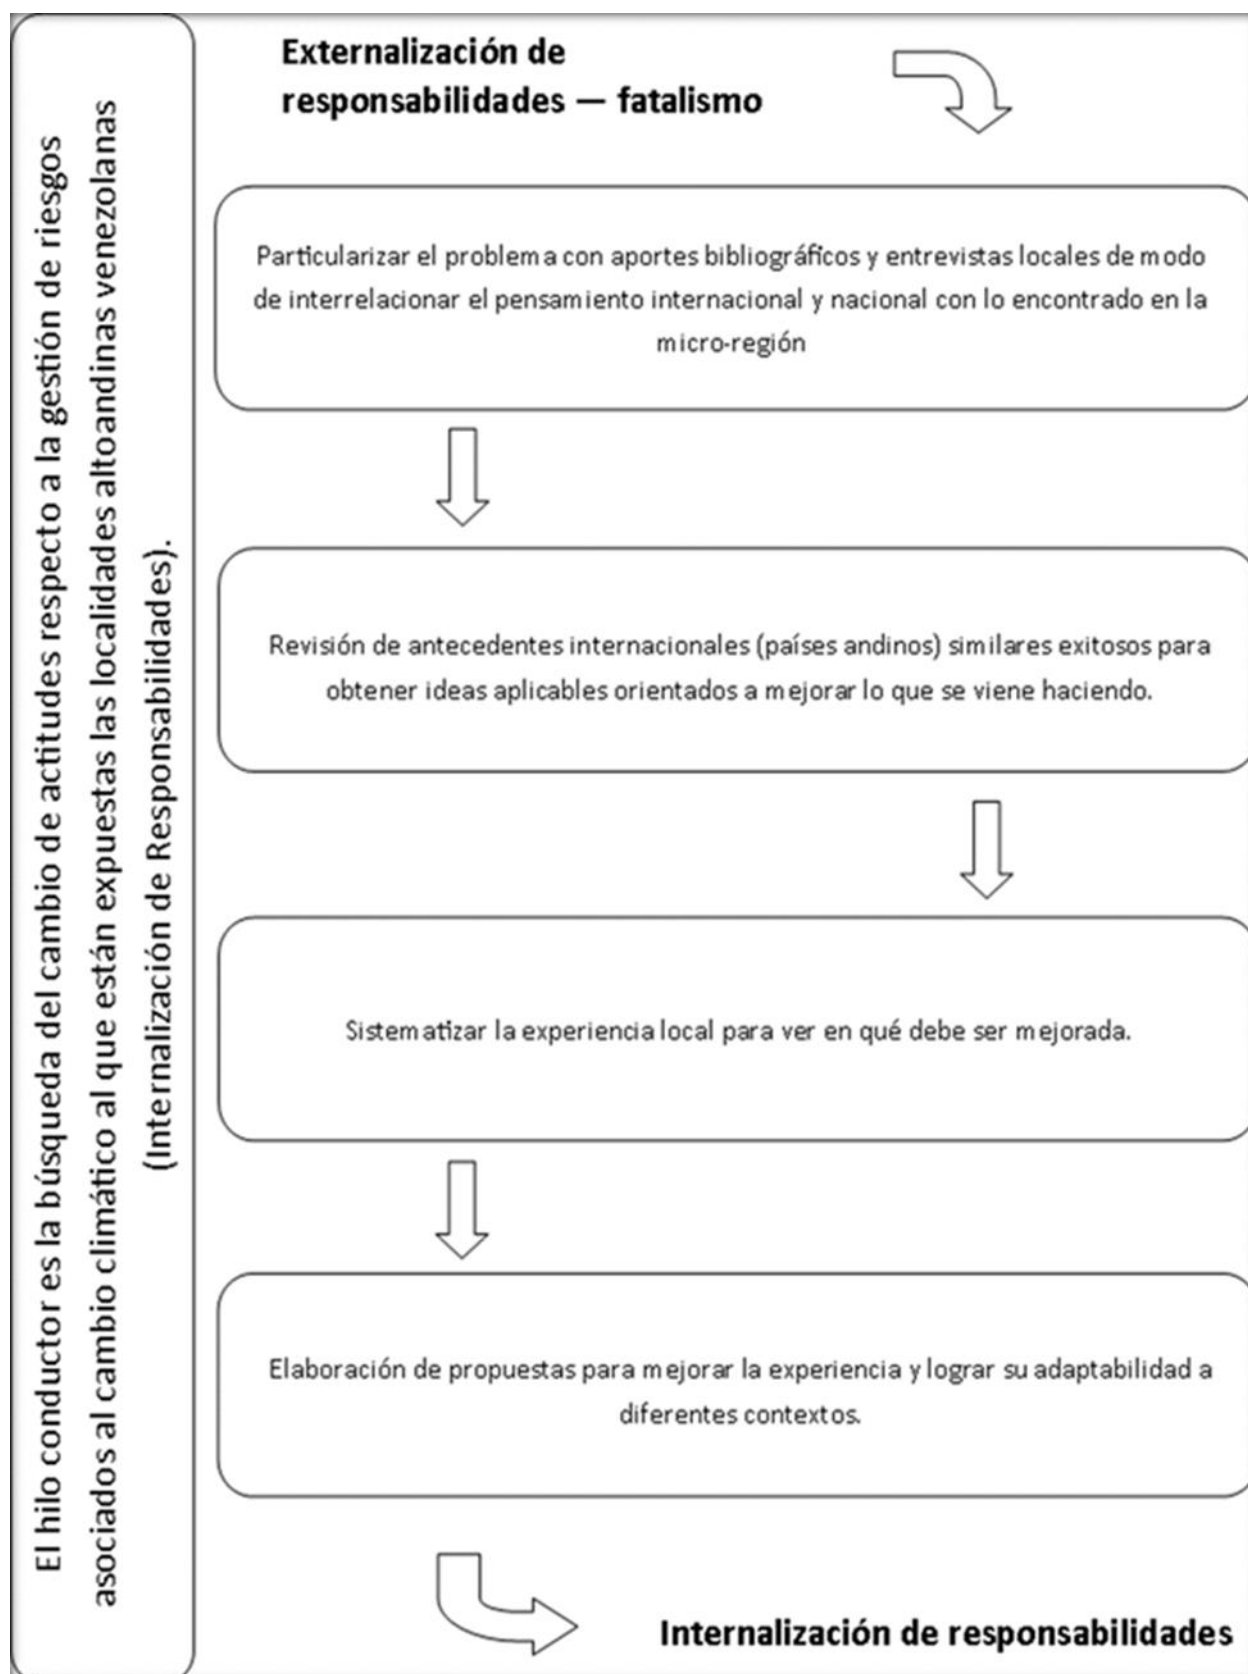 El hilo conductor es la búsqueda del cambio de actitudes respecto a la gestión de riesgos
asociados al cambio climático al que están expuestas las localidades altoandinas venezolanas
(Internalización de Responsabilidades).
Externalización de
responsabilidades — fatalismo
Particularizar el problema con aportes bibliográficos y entrevistas locales de modo
de interrelacionar el pensamiento internacional y nacional con lo encontrado en la
micro-región
Revisión de antecedentes internacionales (países andinos) similares exitosos para
obtener ideas aplicables orientados a mejorar lo que se viene haciendo.
Sistematizar la experiencia local para ver en qué debe ser mejorada.
Elaboración de propuestas para mejorar la experiencia y lograr su adaptabilidad a
diferentes contextos.
Internalización de responsabilidades